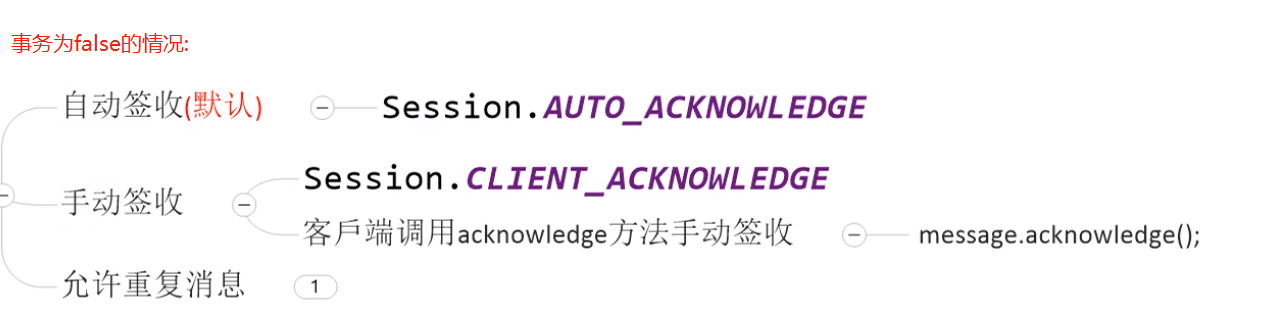 事务为false的情况:
自动签收(默认) Session.AUTO_ACKNOWLEDGE
Session.CLIENT_ACKNOWLEDGE
手动签收
客戶端调用acknowledge方法手动签收 message.acknowledge();
允许重复消息 1